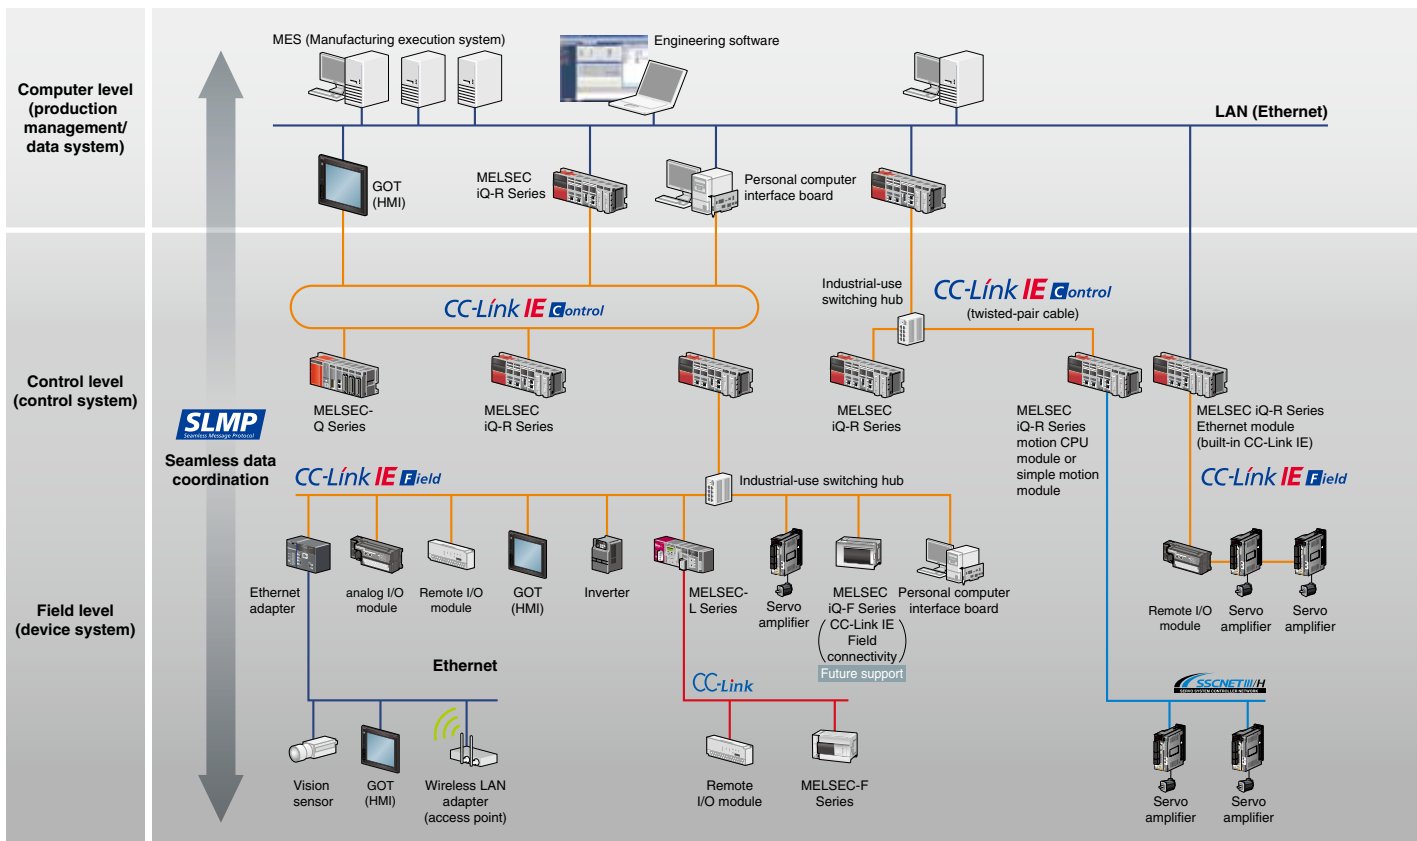 MES (Manufacturing execution system)
Engineering software
Computer level
(production
management/
data system)
LAN (Ethernet)
GOT
(HMI)
MELSEC
iQ-R Series
Personal computer
interface board
Industrial-use
switching hub
CC-Link IE Control
(twisted-pair cable)
CC-Link IE Control
Control level
(control system)
MELSEC-
Q Series
MELSEC
iQ-R Series
MELSEC
iQ-R Series
MELSEC
iQ-R Series
motion CPU
module or
simple motion
module
MELSEC iQ-R Series
Ethernet module
(built-in CC-Link IE)
SLMP
Seamless Message Protocol
Seamless data
coordination
CC-Link IE Field
Industrial-use switching hub
CC-Link IE Field
Field level
(device system)
Ethernet
adapter
analog I/O
module
Remote I/O
module
GOT
(HMI)
Inverter
MELSEC-
L Series
Servo
amplifier
MELSEC
iQ-F Series
CC-Link IE
Field
connectivity
Future support
Personal computer
interface board
Remote I/O
module
Servo
amplifier
Servo
amplifier
Ethernet
CC-Link
SSCNETIII/H
SERVO SYSTEM CONTROLLER NETWORK
Vision
sensor
GOT
(HMI)
Wireless LAN
adapter
(access point)
Remote
I/O module
MELSEC-F
Series
Servo
amplifier
Servo
amplifier